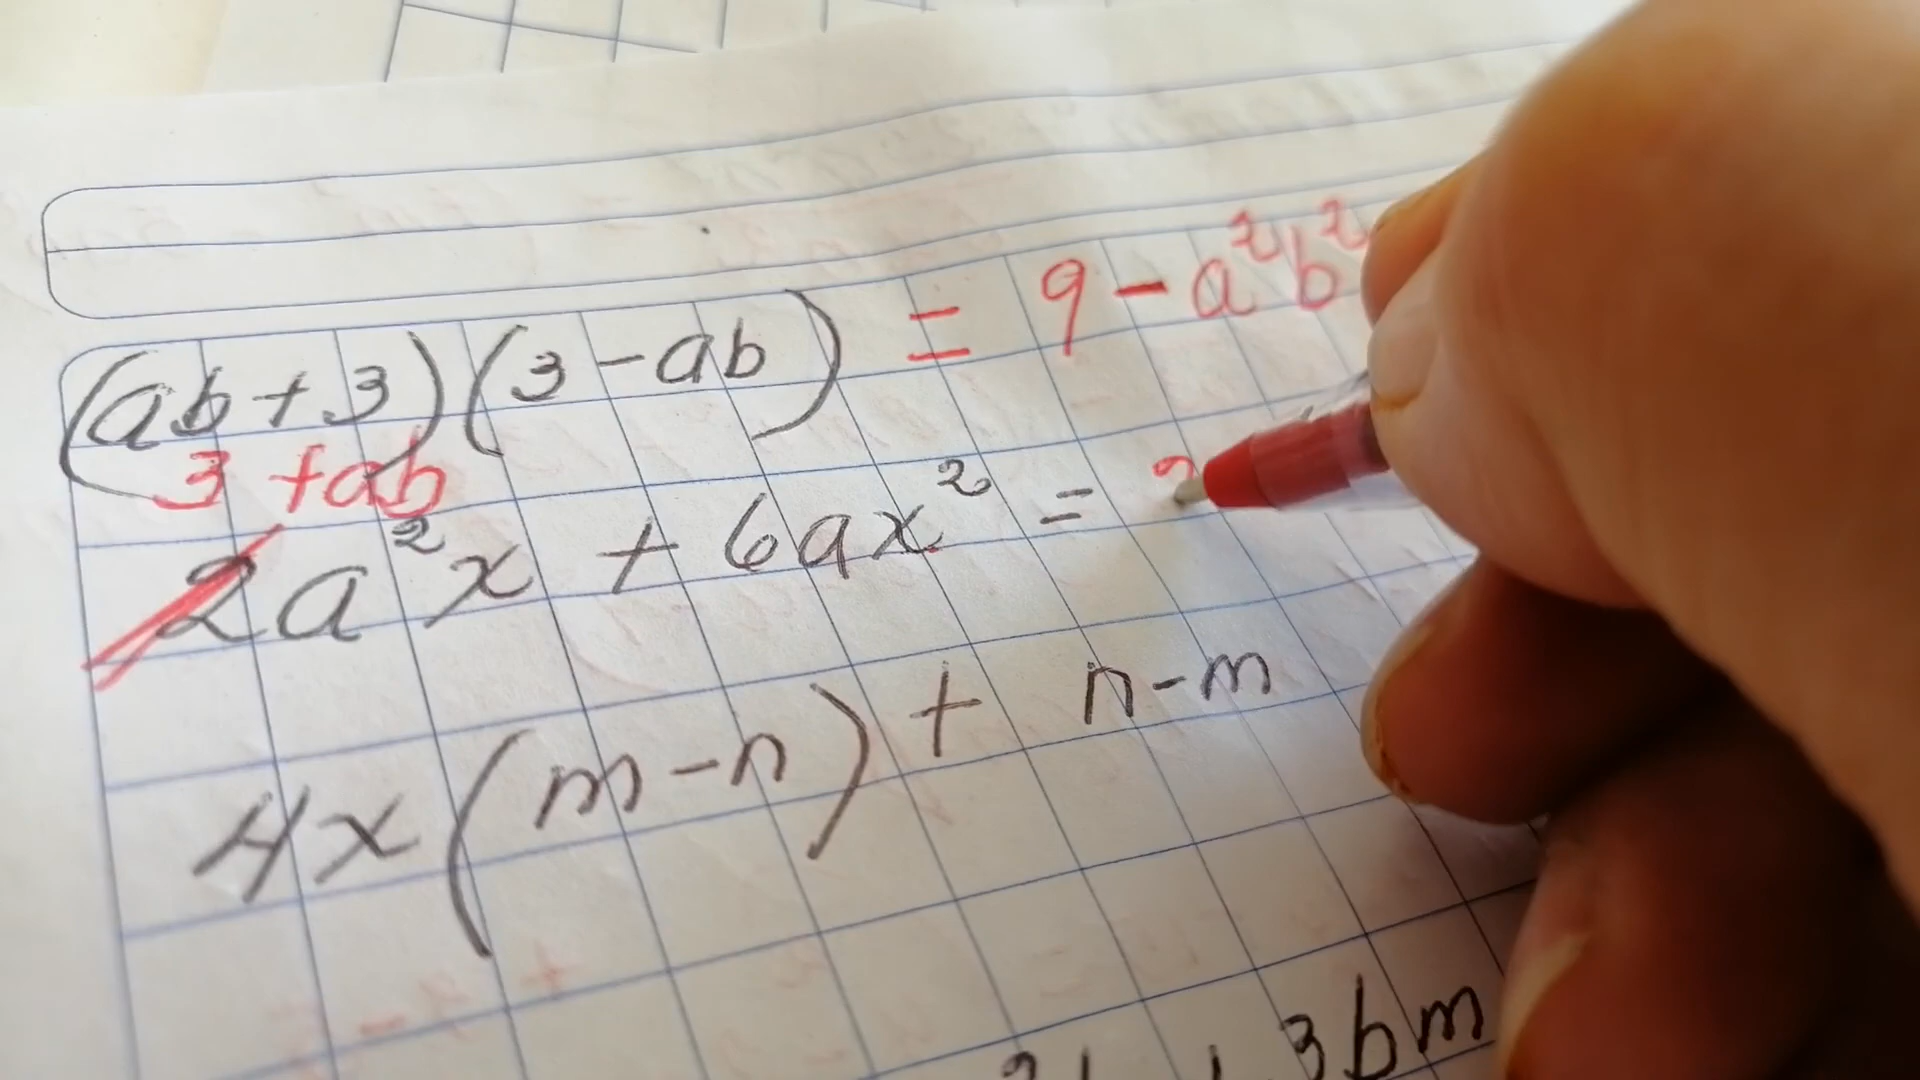 (ab+3)(3-ab) = 9-a²b²
3+ab
2a²x + 6ax² =
4x(m-n)+ n-m
3bm